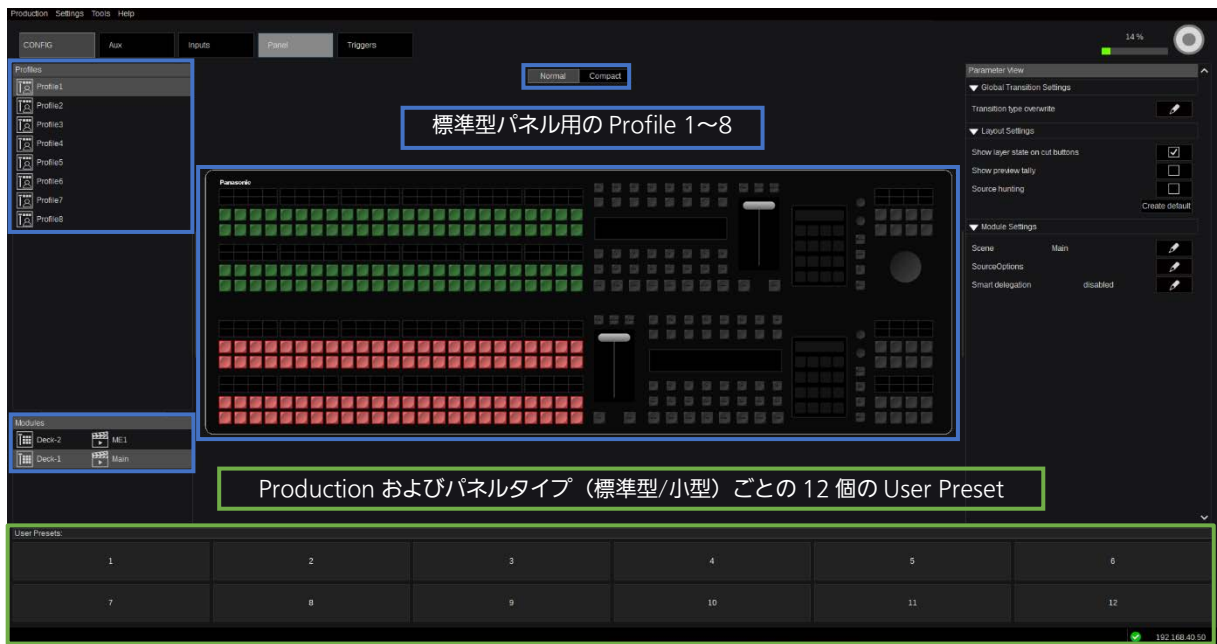 Production Settings Tools Help
CONFIG Aux Inputs Panel Triggers
14 %
Profiles
Profile1
Profile2
Profile3
Profile4
Profile5
Profile6
Profile7
Profile8
Normal Compact
標準型パネル用の Profile 1～8
Panasonic
Parameter View
Global Transition Settings
Transition type overwrite
Layout Settings
Show layer state on cut buttons
Show preview tally
Source hunting
Create default
Module Settings
Scene Main
SourceOptions
Smart delegation disabled
Modules
Deck-2 ME1
Deck-1 Main
Production およびパネルタイプ（標準型/小型）ごとの 12 個の User Preset
User Presets:
1 2 3 4 5 6
7 8 9 10 11 12
192.168.40.50